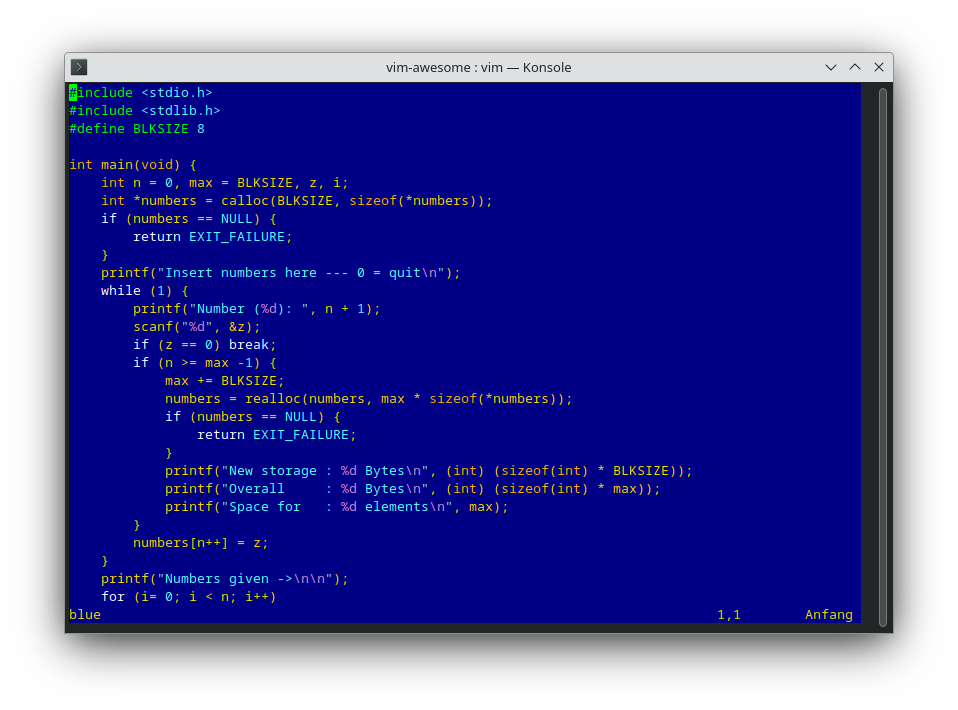 vim-awesome : vim — Konsole
#include <stdio.h>
#include <stdlib.h>
#define BLKSIZE 8

int main(void) {
    int n = 0, max = BLKSIZE, z, i;
    int *numbers = calloc(BLKSIZE, sizeof(*numbers));
    if (numbers == NULL) {
        return EXIT_FAILURE;
    }
    printf("Insert numbers here --- 0 = quit\n");
    while (1) {
        printf("Number (%d): ", n + 1);
        scanf("%d", &z);
        if (z == 0) break;
        if (n >= max -1) {
            max += BLKSIZE;
            numbers = realloc(numbers, max * sizeof(*numbers));
            if (numbers == NULL) {
                return EXIT_FAILURE;
            }
            printf("New storage : %d Bytes\n", (int) (sizeof(int) * BLKSIZE));
            printf("Overall     : %d Bytes\n", (int) (sizeof(int) * max));
            printf("Space for   : %d elements\n", max);
        }
        numbers[n++] = z;
    }
    printf("Numbers given ->\n\n");
    for (i= 0; i < n; i++)
blue 1,1 Anfang